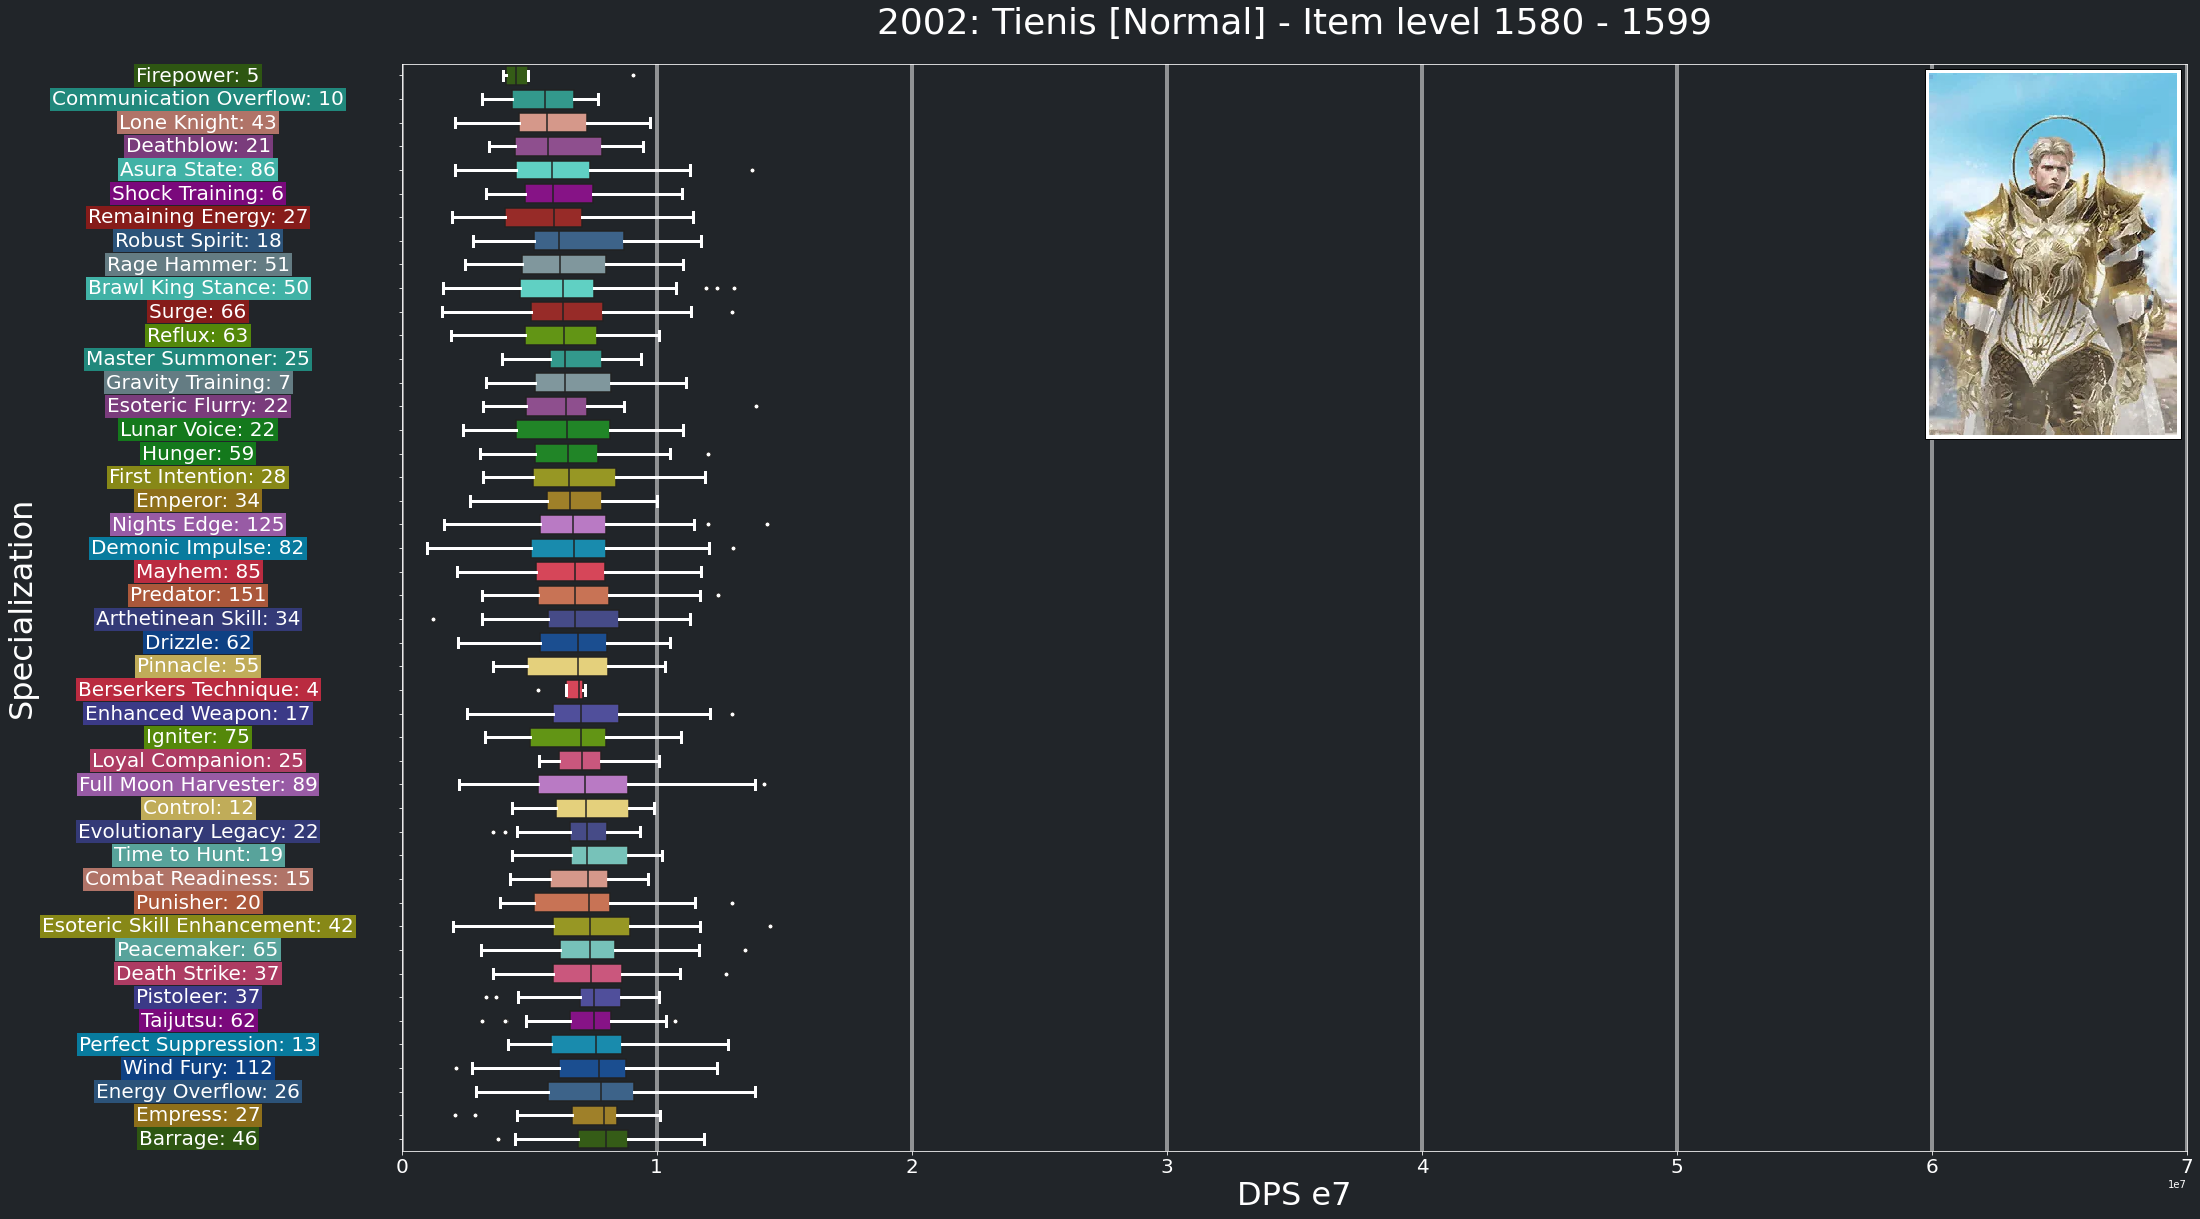 2002: Tienis [Normal] - Item level 1580 - 1599
Specialization
Firepower: 5
Communication Overflow: 10
Lone Knight: 43
Deathblow: 21
Asura State: 86
Shock Training: 6
Remaining Energy: 27
Robust Spirit: 18
Rage Hammer: 51
Brawl King Stance: 50
Surge: 66
Reflux: 63
Master Summoner: 25
Gravity Training: 7
Esoteric Flurry: 22
Lunar Voice: 22
Hunger: 59
First Intention: 28
Emperor: 34
Nights Edge: 125
Demonic Impulse: 82
Mayhem: 85
Predator: 151
Arthetinean Skill: 34
Drizzle: 62
Pinnacle: 55
Berserkers Technique: 4
Enhanced Weapon: 17
Igniter: 75
Loyal Companion: 25
Full Moon Harvester: 89
Control: 12
Evolutionary Legacy: 22
Time to Hunt: 19
Combat Readiness: 15
Punisher: 20
Esoteric Skill Enhancement: 42
Peacemaker: 65
Death Strike: 37
Pistoleer: 37
Taijutsu: 62
Perfect Suppression: 13
Wind Fury: 112
Energy Overflow: 26
Empress: 27
Barrage: 46
0 1 2 3 4 5 6 7
1e7
DPS e7